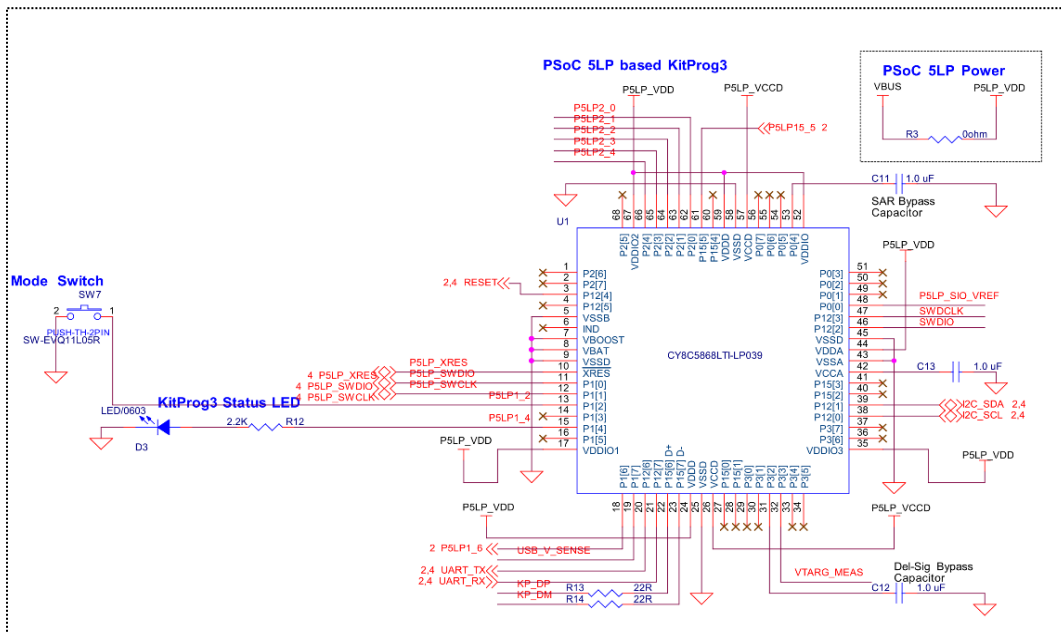 PSoC 5LP based KitProg3
PSoC 5LP Power
VBUS
P5LP_VDD
R3
0ohm
P5LP_VDD
P5LP_VCCD
P5LP2_0
P5LP2_1
P5LP2_2
P5LP2_3
P5LP2_4
P5LP15_5 2
C11
1.0 uF
SAR Bypass
Capacitor
U1
68 67 66 65 64 63 62 61 60 59 58 57 56 55 54 53 52
P2[5] VDDIO2 P2[4] P2[3] P2[2] P2[1] P2[0] P15[5] P15[4] VDDD VSSD VCCD P0[7] P0[6] P0[5] P0[4] VDDIO
P5LP_VDD
1 P2[6]
2 P2[7]
3 P12[4]
4 P12[5]
5 VSSB
6 IND
7 VBOOST
8 VBAT
9 VSSD
10 XRES
11 P1[0]
12 P1[1]
13 P1[2]
14 P1[3]
15 P1[4]
16 P1[5]
17 VDDIO1
CY8C5868LTI-LP039
P0[3] 51
P0[2] 50
P0[1] 49
P0[0] 48
P12[3] 47
P12[2] 46
VSSD 45
VDDA 44
VSSA 43
VCCA 42
P15[3] 41
P15[2] 40
P12[1] 39
P12[0] 38
P3[7] 37
P3[6] 36
VDDIO3 35
P5LP_SIO_VREF
SWDCLK
SWDIO
C13
1.0 uF
I2C_SDA 2,4
I2C_SCL 2,4
P5LP_VDD
2,4 RESET
Mode Switch
SW7
2
1
PUSH-TH-2PIN
SW-EVQ11L05R
4 P5LP_XRES
4 P5LP_SWDIO
4 P5LP_SWCLK
P5LP_XRES
P5LP_SWDIO
P5LP_SWCLK
P5LP1_2
P5LP1_4
KitProg3 Status LED
LED/0603
2.2K
R12
D3
P5LP_VDD
P1[6] P1[7] P12[6] P12[7] P15[6] D+ P15[7] D- VDDD VSSD VCCD P15[0] P15[1] P3[0] P3[1] P3[2] P3[3] P3[4] P3[5]
18 19 20 21 22 23 24 25 26 27 28 29 30 31 32 33 34
P5LP_VDD
P5LP_VCCD
2 P5LP1_6
USB_V_SENSE
2,4 UART_TX
2,4 UART_RX
KP_DP
KP_DM
R13
22R
R14
22R
VTARG_MEAS
Del-Sig Bypass
Capacitor
C12
1.0 uF